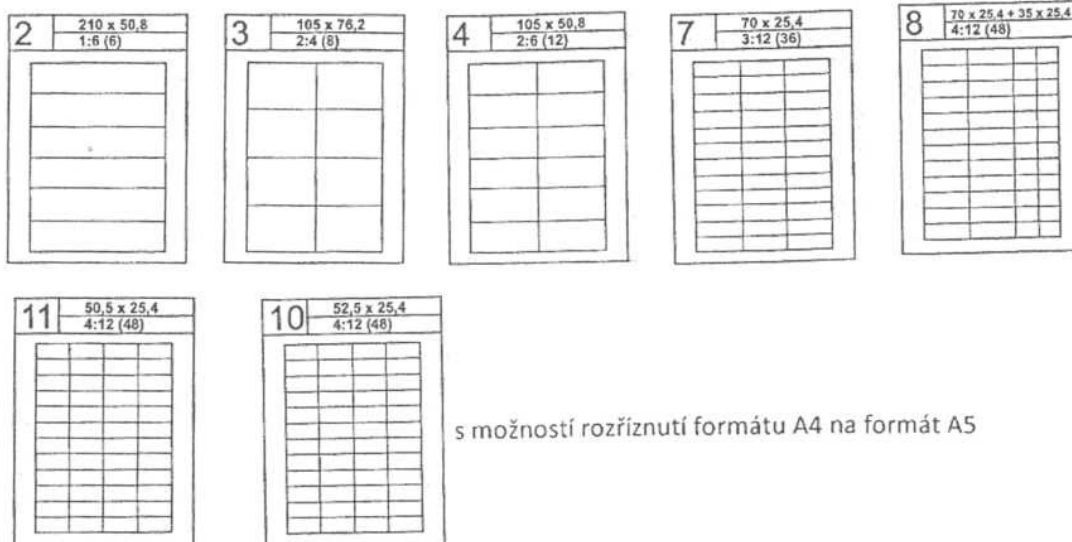 2
210 x 50,8
1:6 (6)
3
105 x 76,2
2:4 (8)
4
105 x 50,8
2:6 (12)
7
70 x 25,4
3:12 (36)
8
70 x 25,4 + 35 x 25,4
4:12 (48)
11
50,5 x 25,4
4:12 (48)
10
52,5 x 25,4
4:12 (48)
s možností rozříznutí formátu A4 na formát A5